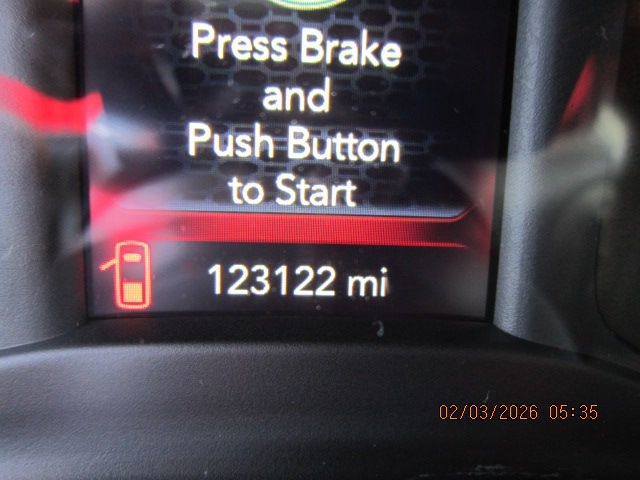 Press Brake
and
Push Button
to Start
123122 mi
02/03/2026 05:35